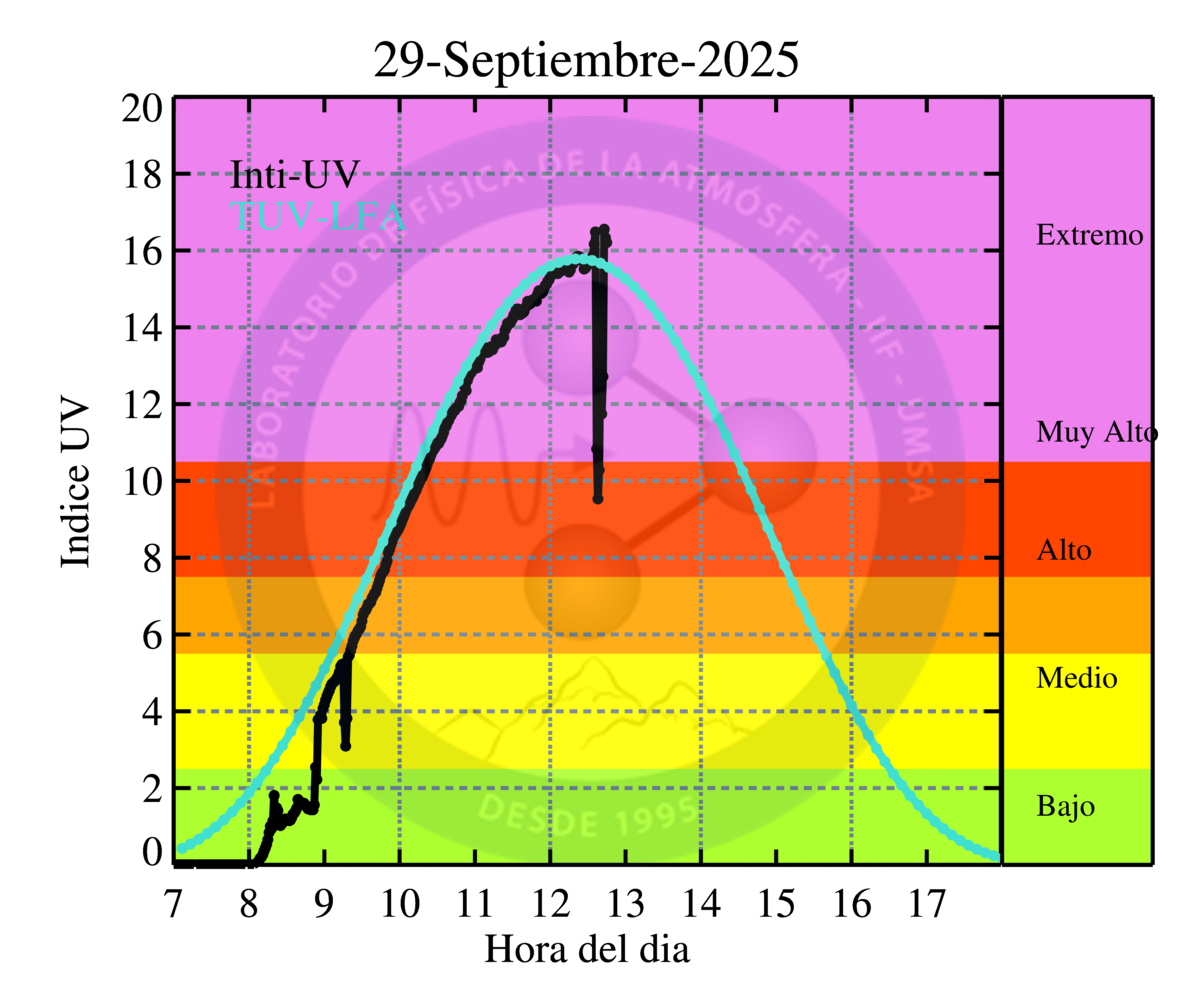 29-Septiembre-2025
20
18
16
14
12
10
8
6
4
2
0
Indice UV
Inti-UV
TUV-LFA
LABORATORIO DE FÍSICA DE LA ATMÓSFERA - IIF - UMSA
DESDE 1995
Extremo
Muy Alto
Alto
Medio
Bajo
7 8 9 10 11 12 13 14 15 16 17
Hora del dia